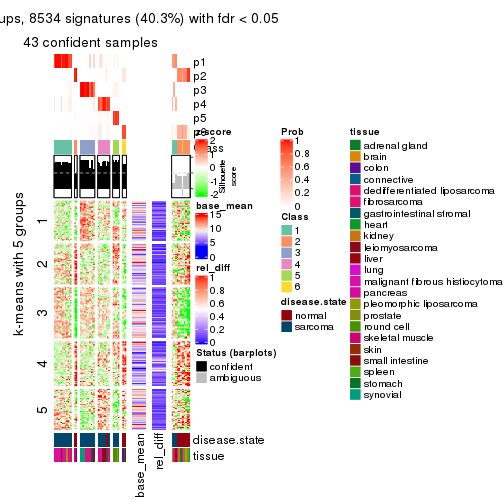 ups, 8534 signatures (40.3%) with fdr < 0.05
43 confident samples
p1
p2
p3
p4
p5
Class
Silhouette
score
k-means with 5 groups
1
2
3
4
5
z-score
2
1
0
-1
-2
base_mean
15
10
5
0
rel_diff
1
0.8
0.6
0.4
0.2
0
Status (barplots)
confident
ambiguous
disease.state
tissue
base_mean
rel_diff
Prob
1
0.8
0.6
0.4
0.2
0
Class
1
2
3
4
5
6
disease.state
normal
sarcoma
tissue
adrenal gland
brain
colon
connective
dedifferentiated liposarcoma
fibrosarcoma
gastrointestinal stromal
heart
kidney
leiomyosarcoma
liver
lung
malignant fibrous histiocytoma
pancreas
pleomorphic liposarcoma
prostate
round cell
skeletal muscle
skin
small intestine
spleen
stomach
synovial